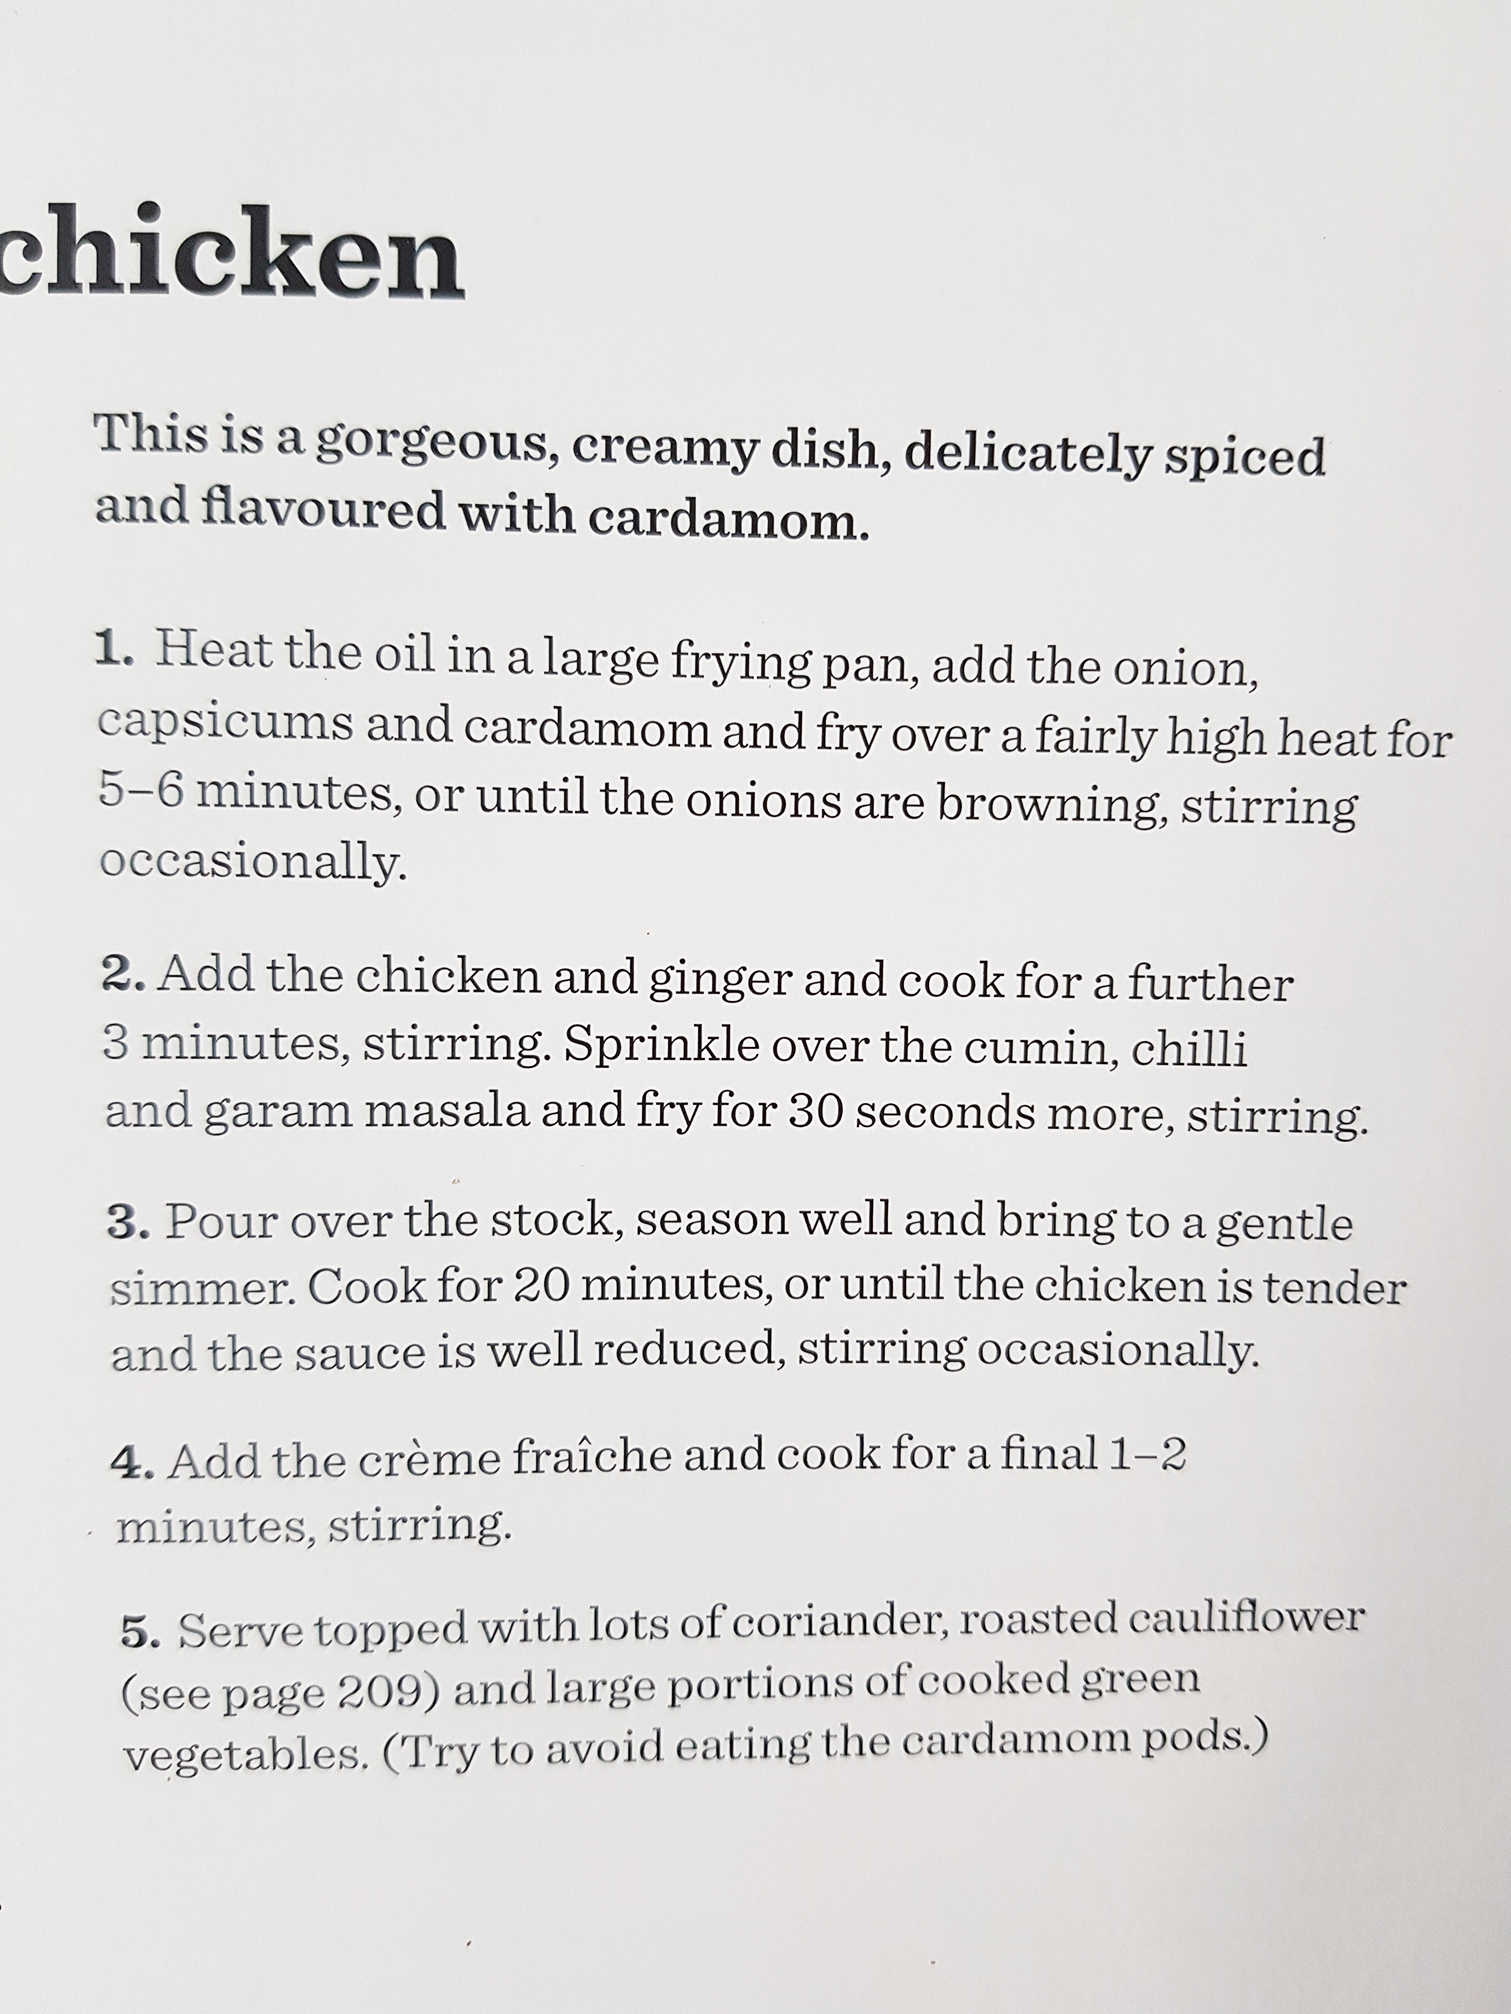 chicken
This is a gorgeous, creamy dish, delicately spiced
and flavoured with cardamom.
1. Heat the oil in a large frying pan, add the onion,
capsicums and cardamom and fry over a fairly high heat for
5–6 minutes, or until the onions are browning, stirring
occasionally.
2. Add the chicken and ginger and cook for a further
3 minutes, stirring. Sprinkle over the cumin, chilli
and garam masala and fry for 30 seconds more, stirring.
3. Pour over the stock, season well and bring to a gentle
simmer. Cook for 20 minutes, or until the chicken is tender
and the sauce is well reduced, stirring occasionally.
4. Add the crème fraîche and cook for a final 1–2
minutes, stirring.
5. Serve topped with lots of coriander, roasted cauliflower
(see page 209) and large portions of cooked green
vegetables. (Try to avoid eating the cardamom pods.)